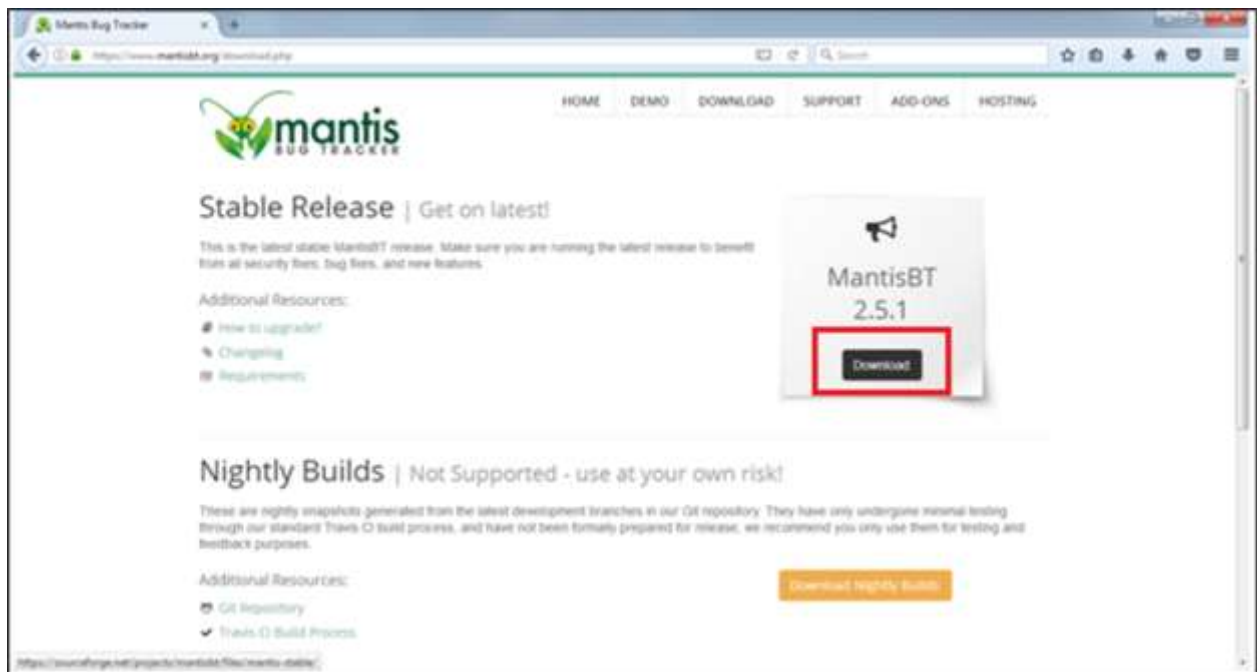 Mantis Bug Tracker
https://www.mantisbt.org/download.php
Search
mantis
BUG TRACKER
HOME DEMO DOWNLOAD SUPPORT ADD-ONS HOSTING
Stable Release | Get on latest!
This is the latest stable MantisBT release. Make sure you are running the latest release to benefit
from all security fixes, bug fixes, and new features.
Additional Resources:
How to upgrade?
Changelog
Requirements
MantisBT
2.5.1
Download
Nightly Builds | Not Supported - use at your own risk!
These are nightly snapshots generated from the latest development branches in our Git repository. They have only undergone minimal testing
through our standard Travis CI build process, and have not been formally prepared for release, we recommend you only use them for testing and
feedback purposes.
Additional Resources:
Git Repository
Travis CI Build Process
Download Nightly Builds
https://sourceforge.net/projects/mantisbt/files/mantis-stable/